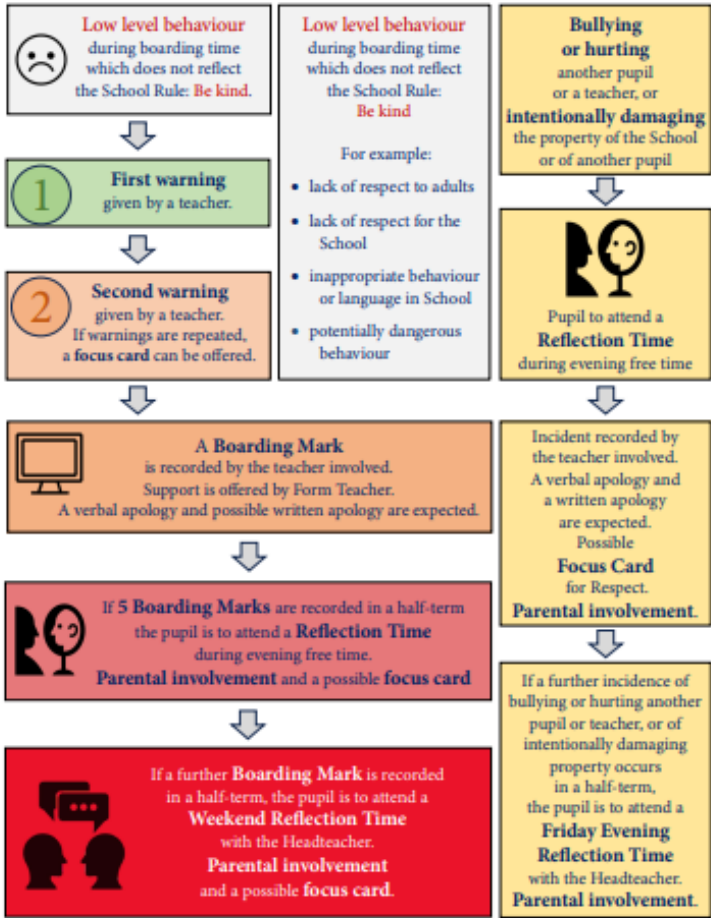 Low level behaviour
during boarding time
which does not reflect
the School Rule: Be kind.
1
First warning
given by a teacher.
2
Second warning
given by a teacher.
If warnings are repeated,
a focus card can be offered.
Low level behaviour
during boarding time
which does not reflect
the School Rule:
Be kind
For example:
• lack of respect to adults
• lack of respect for the
School
• inappropriate behaviour
or language in School
• potentially dangerous
behaviour
A Boarding Mark
is recorded by the teacher involved.
Support is offered by Form Teacher.
A verbal apology and possible written apology are expected.
If 5 Boarding Marks are recorded in a half-term
the pupil is to attend a Reflection Time
during evening free time.
Parental involvement and a possible focus card
If a further Boarding Mark is recorded
in a half-term, the pupil is to attend a
Weekend Reflection Time
with the Headteacher.
Parental involvement
and a possible focus card.
Bullying
or hurting
another pupil
or a teacher, or
intentionally damaging
the property of the School
or of another pupil
Pupil to attend a
Reflection Time
during evening free time
Incident recorded by
the teacher involved.
A verbal apology and
a written apology
are expected.
Possible
Focus Card
for Respect.
Parental involvement.
If a further incidence of
bullying or hurting another
pupil or teacher, or of
intentionally damaging
property occurs
in a half-term,
the pupil is to attend a
Friday Evening
Reflection Time
with the Headteacher.
Parental involvement.